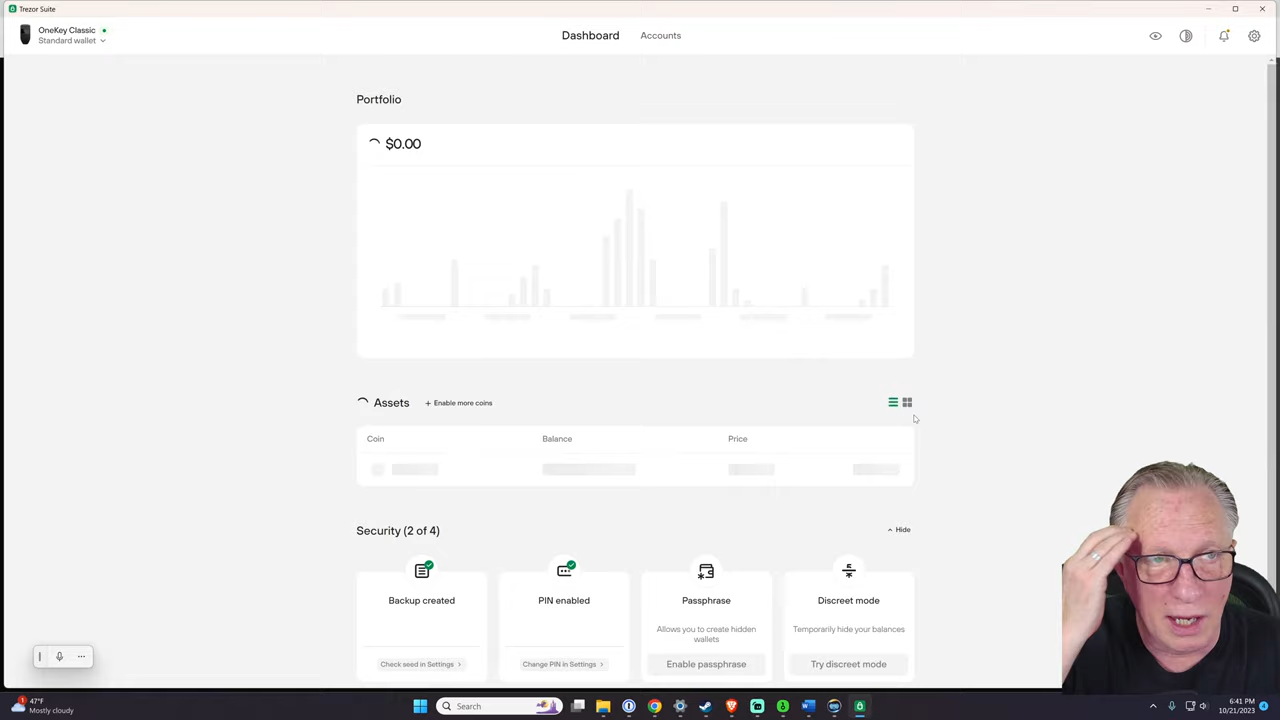 Trezor Suite
OneKey Classic
Standard wallet
Dashboard
Accounts
Portfolio
$0.00
Assets
+ Enable more coins
Coin
Balance
Price
Security (2 of 4)
Hide
Backup created
PIN enabled
Passphrase
Discreet mode
Allows you to create hidden
wallets
Temporarily hide your balances
Check seed in Settings
Change PIN in Settings
Enable passphrase
Try discreet mode
1
47°F
Mostly cloudy
Search
6:41 PM
10/21/2023